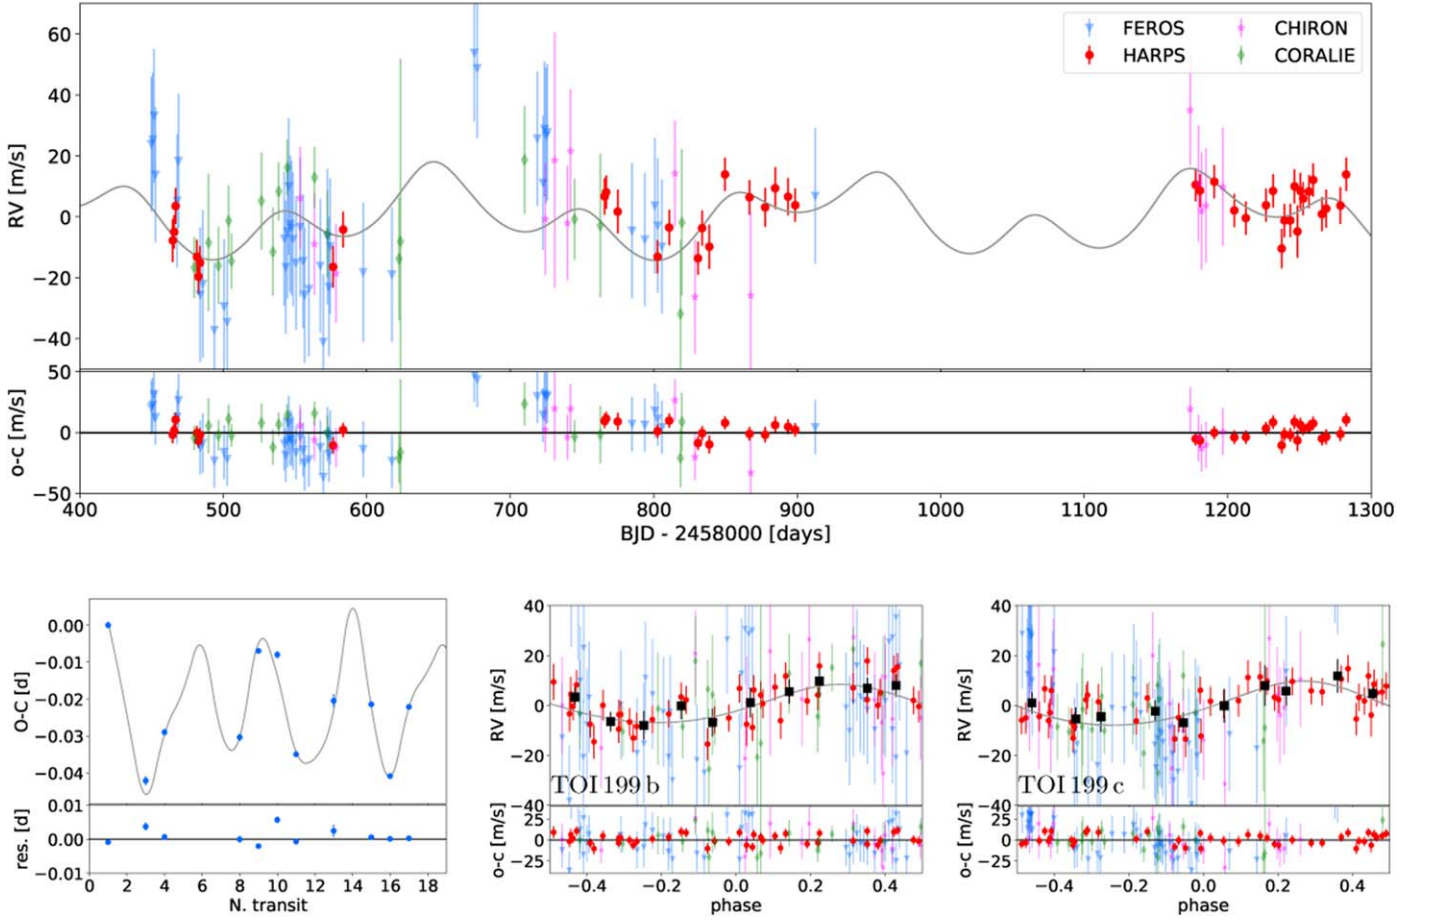 FEROS CHIRON
HARPS CORALIE
RV [m/s]
60
40
20
0
−20
−40
o-c [m/s]
50
0
−50
400 500 600 700 800 900 1000 1100 1200 1300
BJD - 2458000 [days]
O-C [d]
0.00
−0.01
−0.02
−0.03
−0.04
res. [d]
0.01
0.00
−0.01
0 2 4 6 8 10 12 14 16 18
N. transit
RV [m/s]
40
20
0
−20
−40
TOI 199 b
o-c [m/s]
25
0
−25
−0.4 −0.2 0.0 0.2 0.4
phase
RV [m/s]
40
20
0
−20
−40
TOI 199 c
o-c [m/s]
25
0
−25
−0.4 −0.2 0.0 0.2 0.4
phase